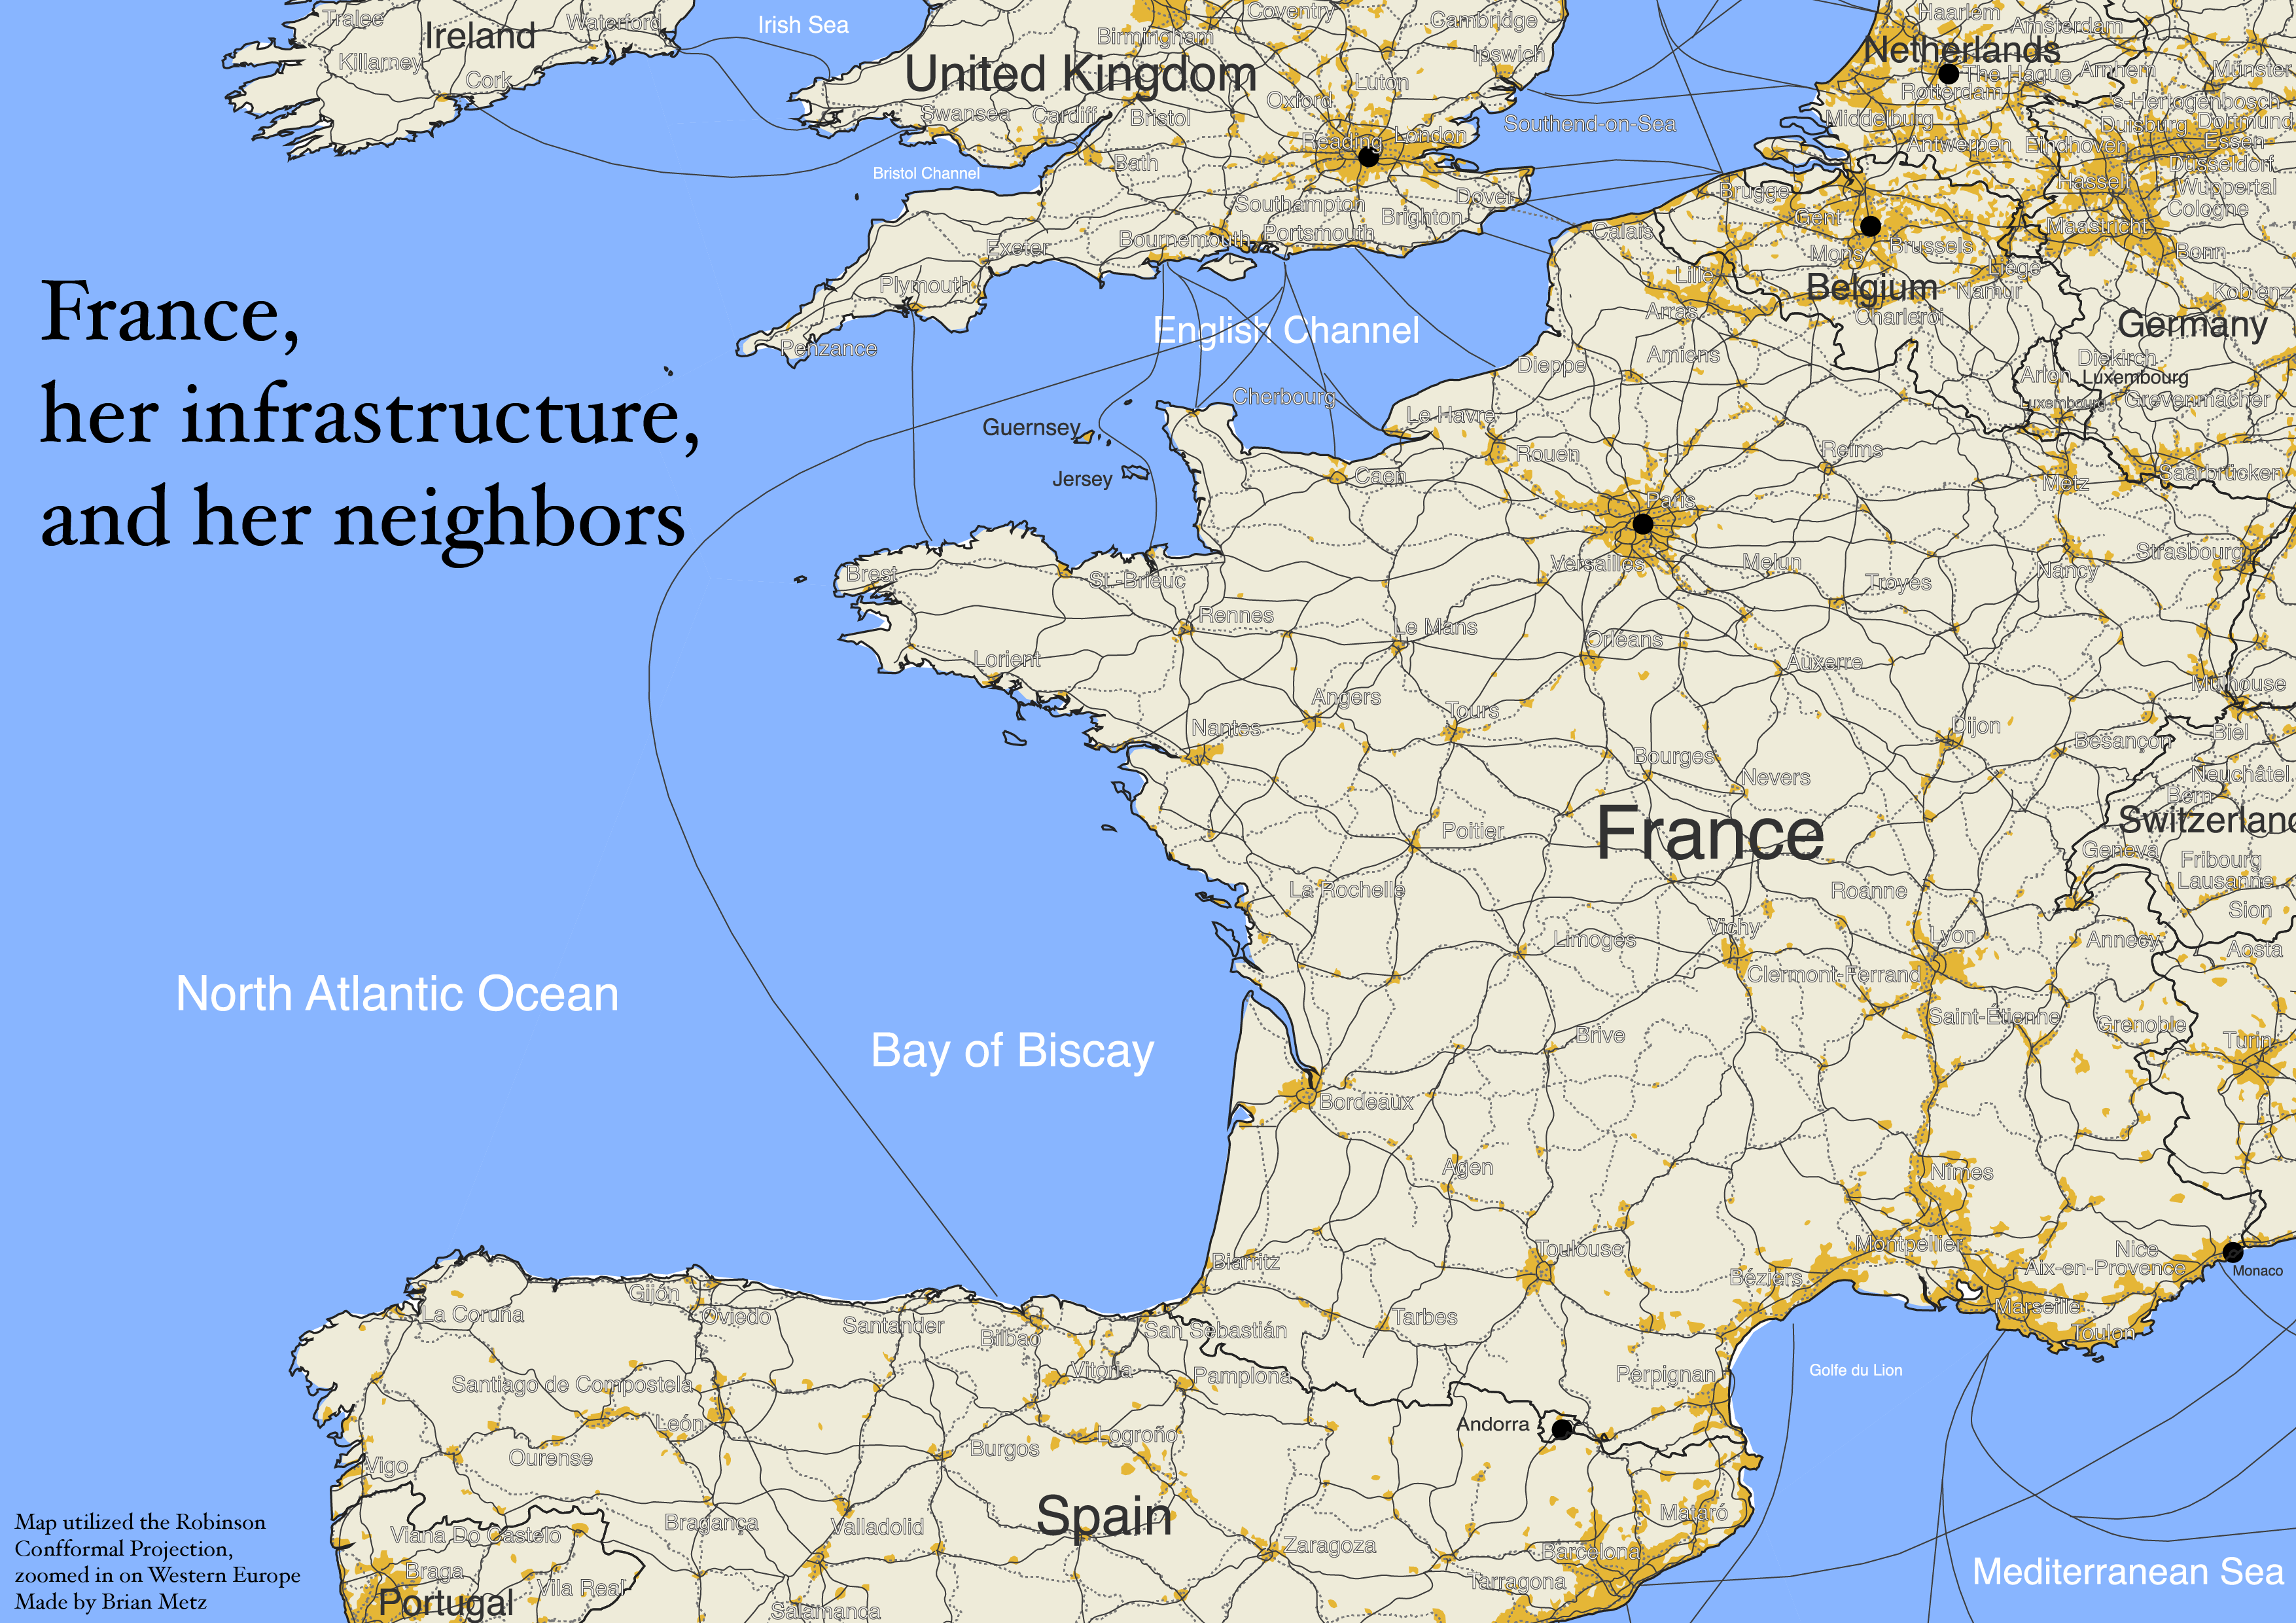 France,
her infrastructure,
and her neighbors
Ireland
Tralee
Killarney
Waterford
Cork
Irish Sea
United Kingdom
Birmingham
Coventry
Cambridge
Ipswich
Luton
Oxford
Swansea
Cardiff
Bristol
Bath
Reading
London
Southend-on-Sea
Bristol Channel
Southampton
Brighton
Dover
Bournemouth
Portsmouth
Exeter
Plymouth
Penzance
English Channel
Guernsey
Jersey
Netherlands
Haarlem
Amsterdam
The Hague
Arnhem
Münster
Rotterdam
's-Hertogenbosch
Middelburg
Duisburg
Dortmund
Antwerpen
Eindhoven
Essen
Düsseldorf
Hasselt
Wuppertal
Brugge
Cologne
Gent
Maastricht
Mons
Brussels
Bonn
Liège
Belgium
Namur
Koblenz
Charleroi
Germany
Diekirch
Arlon
Luxembourg
Luxembourg
Grevenmacher
Saarbrücken
Calais
Lille
Arras
Amiens
Dieppe
Cherbourg
Le Havre
Rouen
Caen
Reims
Metz
Paris
Versailles
Melun
Troyes
Nancy
Strasbourg
Brest
St.-Brieuc
Rennes
Le Mans
Orléans
Auxerre
Lorient
Mulhouse
Angers
Tours
Nantes
Dijon
Besançon
Biel
Bourges
Nevers
Neuchâtel
Bern
Switzerland
France
Poitier
Geneva
Fribourg
Lausanne
La Rochelle
Roanne
Sion
Vichy
Limoges
Lyon
Annecy
Aosta
Clermont-Ferrand
Saint-Étienne
Grenoble
Turin
Brive
North Atlantic Ocean
Bay of Biscay
Bordeaux
Agen
Nîmes
Biarritz
Toulouse
Montpellier
Nice
Béziers
Aix-en-Provence
Monaco
Marseille
Toulon
Tarbes
Perpignan
Golfe du Lion
La Coruña
Gijón
Oviedo
Santander
Bilbao
San Sebastián
Vitoria
Pamplona
Santiago de Compostela
León
Andorra
Burgos
Logroño
Ourense
Vigo
Spain
Mataró
Viana Do Castelo
Bragança
Valladolid
Zaragoza
Barcelona
Braga
Vila Real
Tarragona
Portugal
Salamanca
Mediterranean Sea
Map utilized the Robinson
Confformal Projection,
zoomed in on Western Europe
Made by Brian Metz